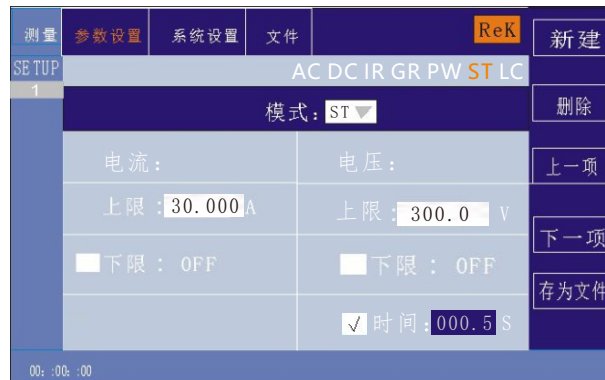 测量 参数设置 系统设置 文件 ReK 新建
SETUP AC DC IR GR PW ST LC
1
模式：ST 删除
电流： 电压： 上一项
上限：30.000 A 上限：300.0 V
下一项
下限：OFF 下限：OFF
存为文件
√ 时间：000.5 S
00：:00：:00